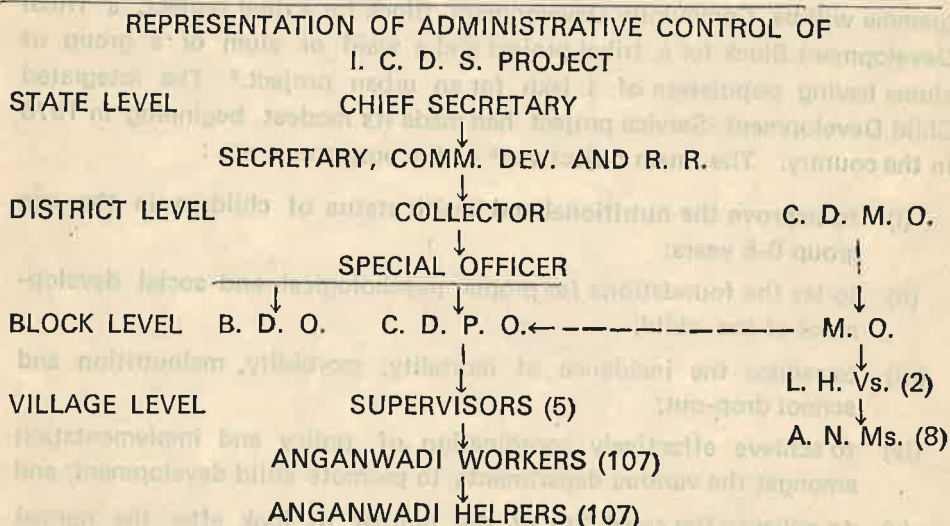 REPRESENTATION OF ADMINISTRATIVE CONTROL OF
I. C. D. S. PROJECT
STATE LEVEL CHIEF SECRETARY
SECRETARY, COMM. DEV. AND R. R.
DISTRICT LEVEL COLLECTOR C. D. M. O.
SPECIAL OFFICER
BLOCK LEVEL B. D. O. C. D. P. O. M. O.
L. H. Vs. (2)
VILLAGE LEVEL SUPERVISORS (5)
A. N. Ms. (8)
ANGANWADI WORKERS (107)
ANGANWADI HELPERS (107)